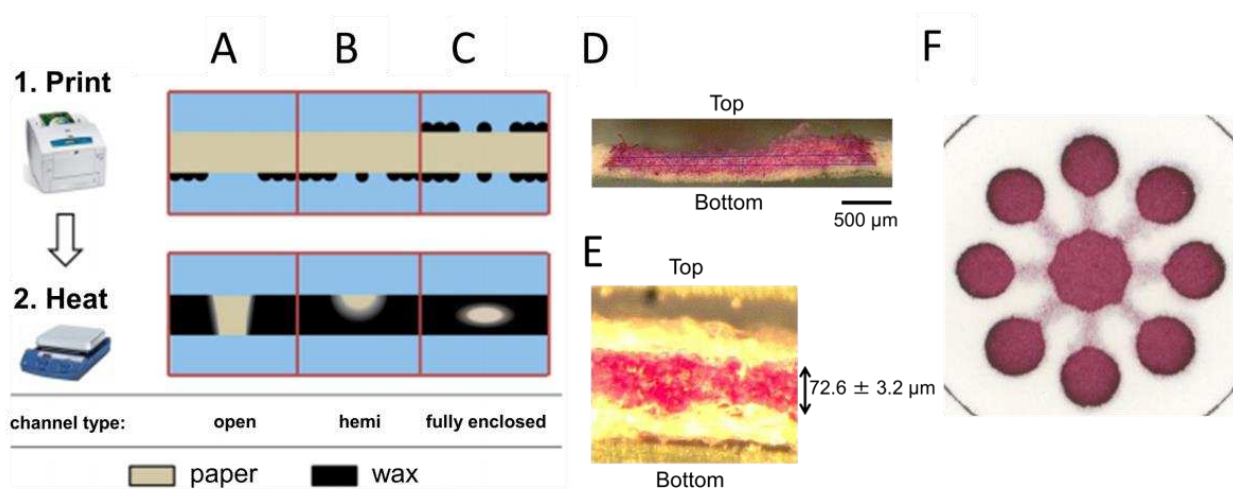 A B C D F
1. Print
Top
Bottom
500 µm
E
Top
2. Heat
72.6 ± 3.2 µm
channel type: open hemi fully enclosed
Bottom
paper wax